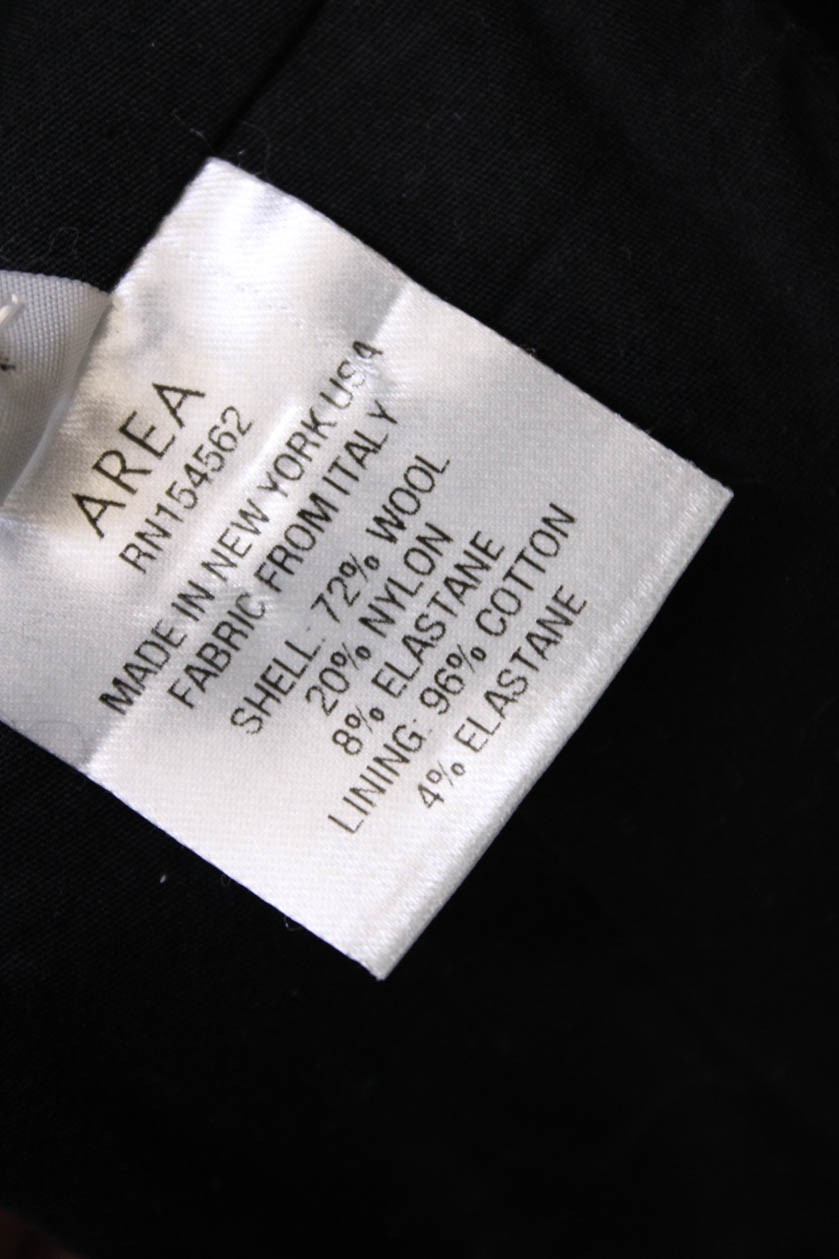 AREA
RN154562
MADE IN NEW YORK USA
FABRIC FROM ITALY
SHELL: 72% WOOL
20% NYLON
8% ELASTANE
LINING: 96% COTTON
4% ELASTANE